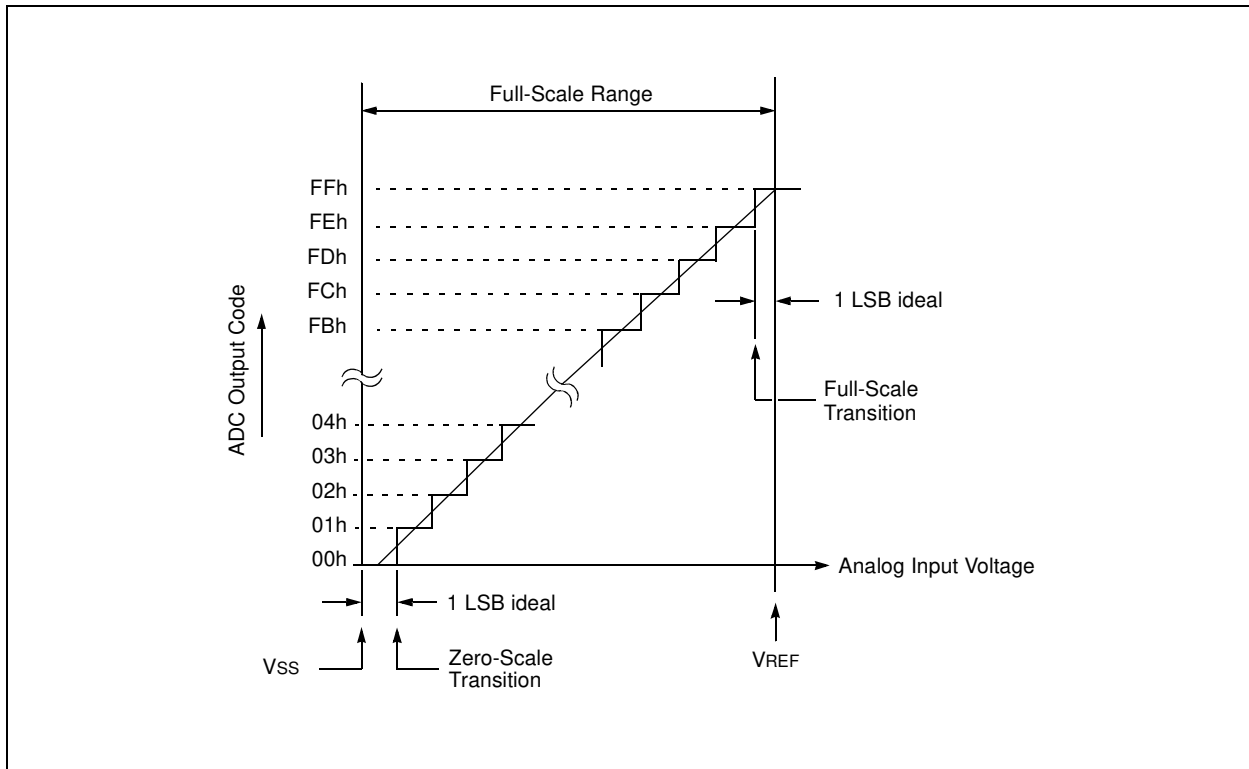 Full-Scale Range
FFh
FEh
FDh
FCh
FBh
1 LSB ideal
ADC Output Code
Full-Scale
Transition
04h
03h
02h
01h
00h
Analog Input Voltage
1 LSB ideal
VSS
Zero-Scale
Transition
VREF